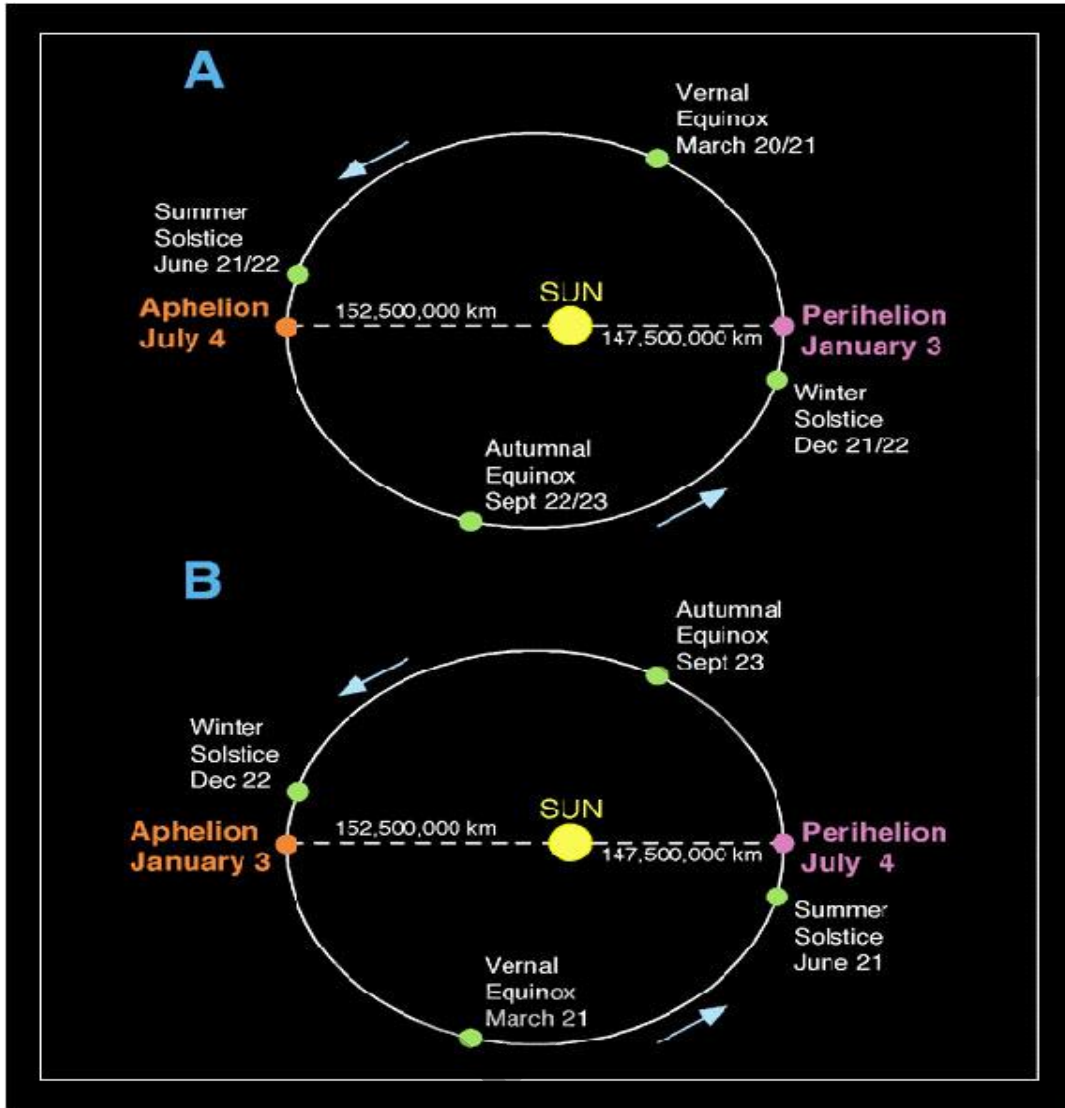 A
Vernal
Equinox
March 20/21
Summer
Solstice
June 21/22
Aphelion
July 4
152,500,000 km
SUN
147,500,000 km
Perihelion
January 3
Winter
Solstice
Dec 21/22
Autumnal
Equinox
Sept 22/23
B
Autumnal
Equinox
Sept 23
Winter
Solstice
Dec 22
Aphelion
January 3
152,500,000 km
SUN
147,500,000 km
Perihelion
July 4
Summer
Solstice
June 21
Vernal
Equinox
March 21